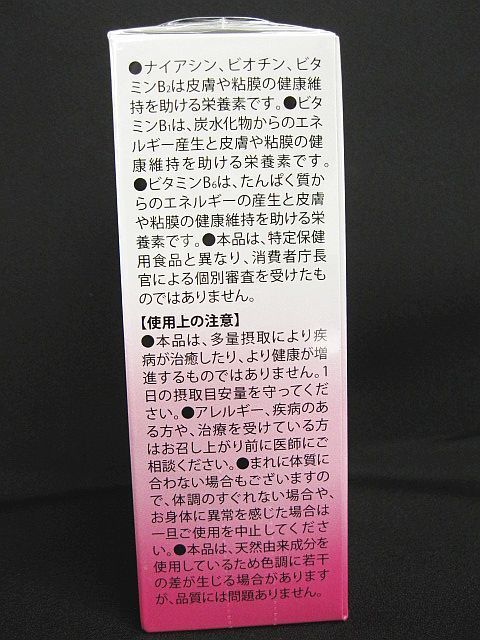 ●ナイアシン、ビオチン、ビタ
ミンB₂は皮膚や粘膜の健康維
持を助ける栄養素です。●ビタ
ミンB₁は、炭水化物からのエネ
ルギー産生と皮膚や粘膜の健
康維持を助ける栄養素です。
●ビタミンB₆は、たんぱく質か
らのエネルギーの産生と皮膚
や粘膜の健康維持を助ける栄
養素です。●本品は、特定保健
用食品と異なり、消費者庁長
官による個別審査を受けたも
のではありません。
【使用上の注意】
●本品は、多量摂取により疾
病が治癒したり、より健康が増
進するものではありません。1
日の摂取目安量を守ってくだ
さい。●アレルギー、疾病のあ
る方や、治療を受けている方
はお召し上がり前に医師にご
相談ください。●まれに体質に
合わない場合もございますの
で、体調のすぐれない場合や、
お身体に異常を感じた場合は
一旦ご使用を中止してくださ
い。●本品は、天然由来成分を
使用しているため色調に若干
の差が生じる場合があります
が、品質には問題ありません。